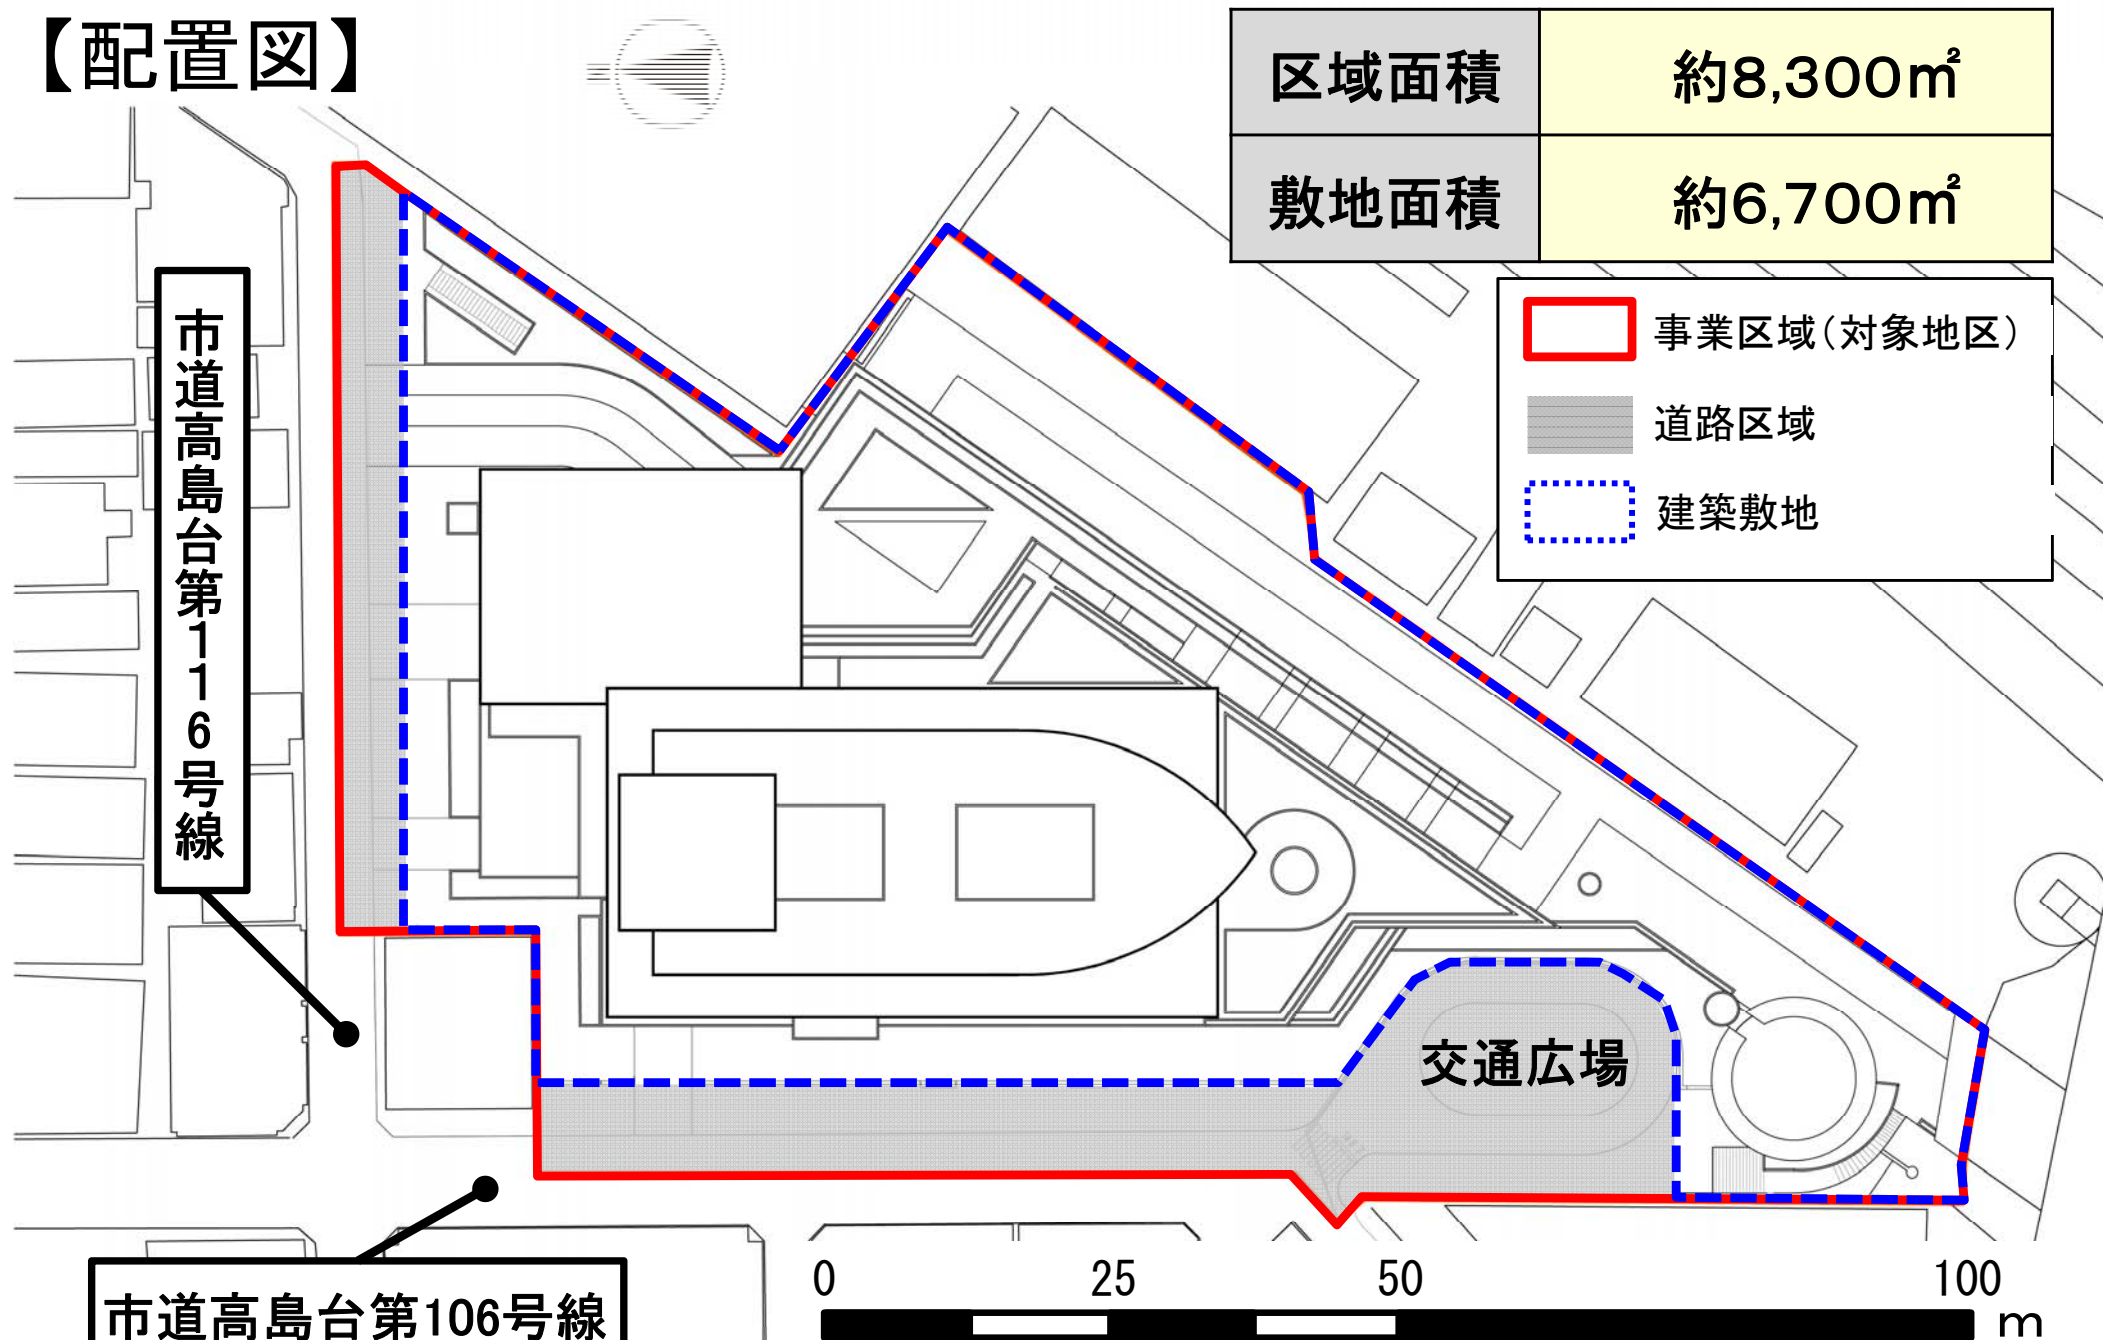 【配置図】
区域面積 約8,300㎡
敷地面積 約6,700㎡
事業区域(対象地区)
道路区域
建築敷地
市道高島台第116号線
交通広場
市道高島台第106号線
0 25 50 100
m